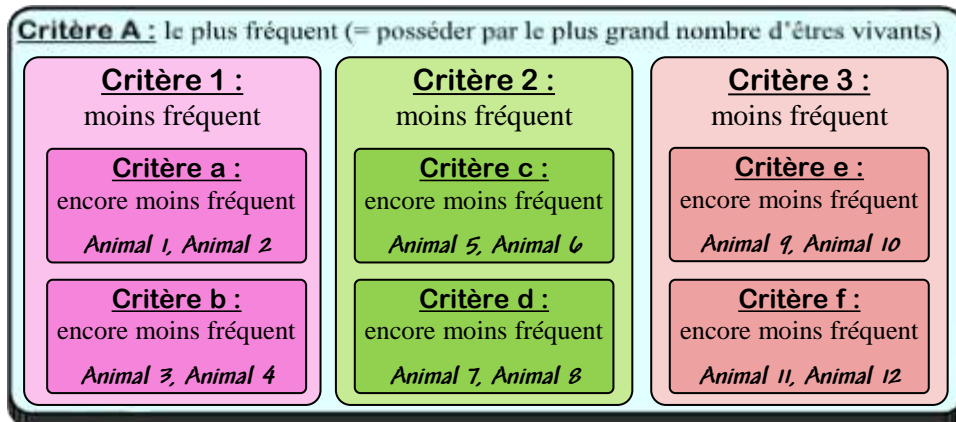 Critère A : le plus fréquent (= posséder par le plus grand nombre d'êtres vivants)
Critère 1 :
moins fréquent
Critère a :
encore moins fréquent
Animal 1, Animal 2
Critère b :
encore moins fréquent
Animal 3, Animal 4
Critère 2 :
moins fréquent
Critère c :
encore moins fréquent
Animal 5, Animal 6
Critère d :
encore moins fréquent
Animal 7, Animal 8
Critère 3 :
moins fréquent
Critère e :
encore moins fréquent
Animal 9, Animal 10
Critère f :
encore moins fréquent
Animal 11, Animal 12